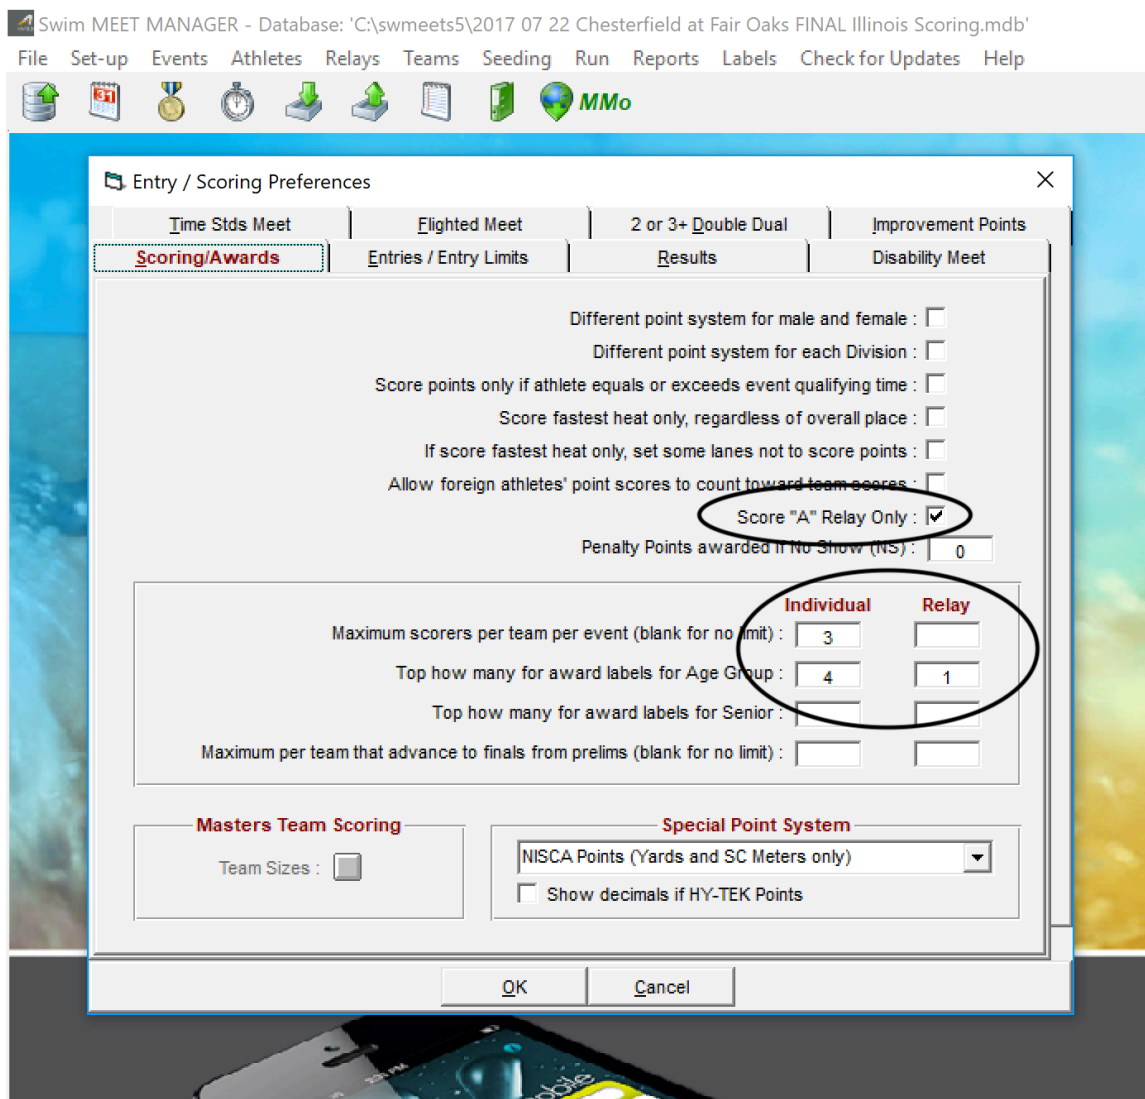 Swim MEET MANAGER - Database: 'C:\swmeets5\2017 07 22 Chesterfield at Fair Oaks FINAL Illinois Scoring.mdb'
File Set-up Events Athletes Relays Teams Seeding Run Reports Labels Check for Updates Help
31 MMo
Entry / Scoring Preferences
Time Stds Meet Flighted Meet 2 or 3+ Double Dual Improvement Points
Scoring/Awards Entries / Entry Limits Results Disability Meet
Different point system for male and female :
Different point system for each Division :
Score points only if athlete equals or exceeds event qualifying time :
Score fastest heat only, regardless of overall place :
If score fastest heat only, set some lanes not to score points :
Allow foreign athletes' point scores to count toward team scores :
Score "A" Relay Only :
Penalty Points awarded if No Show (NS) : 0
Individual Relay
Maximum scorers per team per event (blank for no limit) : 3
Top how many for award labels for Age Group : 4 1
Top how many for award labels for Senior :
Maximum per team that advance to finals from prelims (blank for no limit) :
Masters Team Scoring Special Point System
Team Sizes : NISCA Points (Yards and SC Meters only)
Show decimals if HY-TEK Points
OK Cancel
2:31 PM